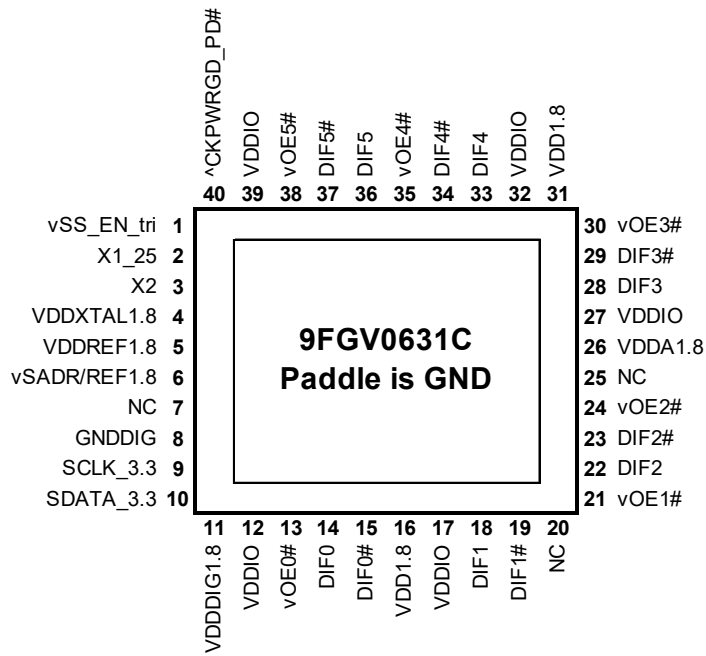 ^CKPWRGD_PD#
VDDIO
vOE5#
DIF5#
DIF5
vOE4#
DIF4#
DIF4
VDDIO
VDD1.8
40 39 38 37 36 35 34 33 32 31
vSS_EN_tri 1
X1_25 2
X2 3
VDDXTAL1.8 4
VDDREF1.8 5
vSADR/REF1.8 6
NC 7
GNDDIG 8
SCLK_3.3 9
SDATA_3.3 10
9FGV0631C
Paddle is GND
30 vOE3#
29 DIF3#
28 DIF3
27 VDDIO
26 VDDA1.8
25 NC
24 vOE2#
23 DIF2#
22 DIF2
21 vOE1#
11 12 13 14 15 16 17 18 19 20
VDDDIG1.8
VDDIO
vOE0#
DIF0
DIF0#
VDD1.8
VDDIO
DIF1
DIF1#
NC